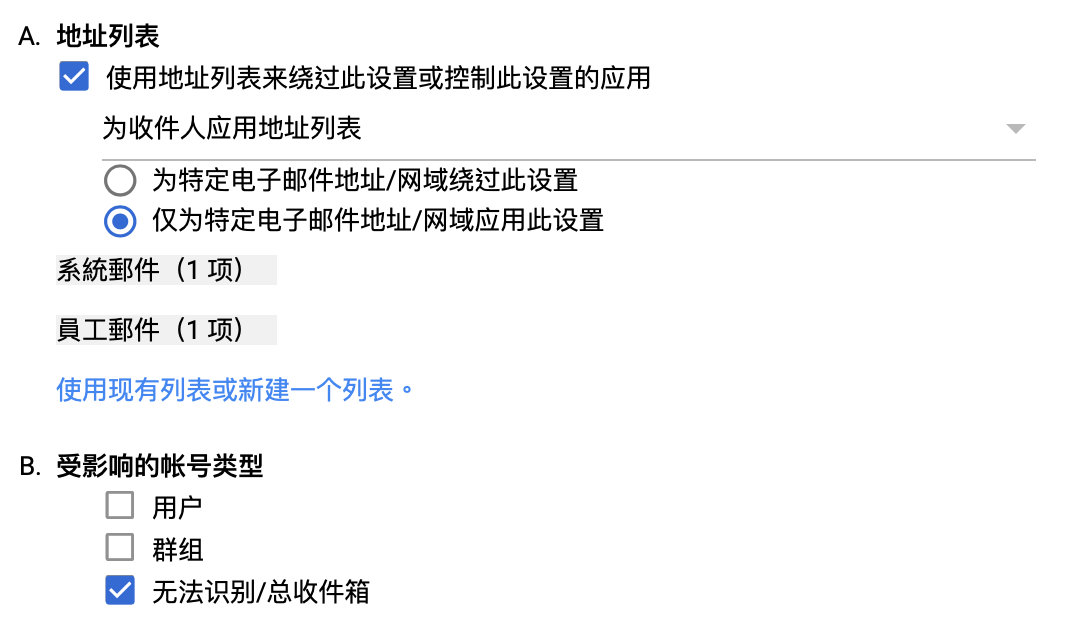 A. 地址列表
使用地址列表来绕过此设置或控制此设置的应用
为收件人应用地址列表
为特定电子邮件地址/网域绕过此设置
仅为特定电子邮件地址/网域应用此设置
系統郵件（1 项）
員工郵件（1 项）
使用现有列表或新建一个列表。
B. 受影响的帐号类型
用户
群组
无法识别/总收件箱